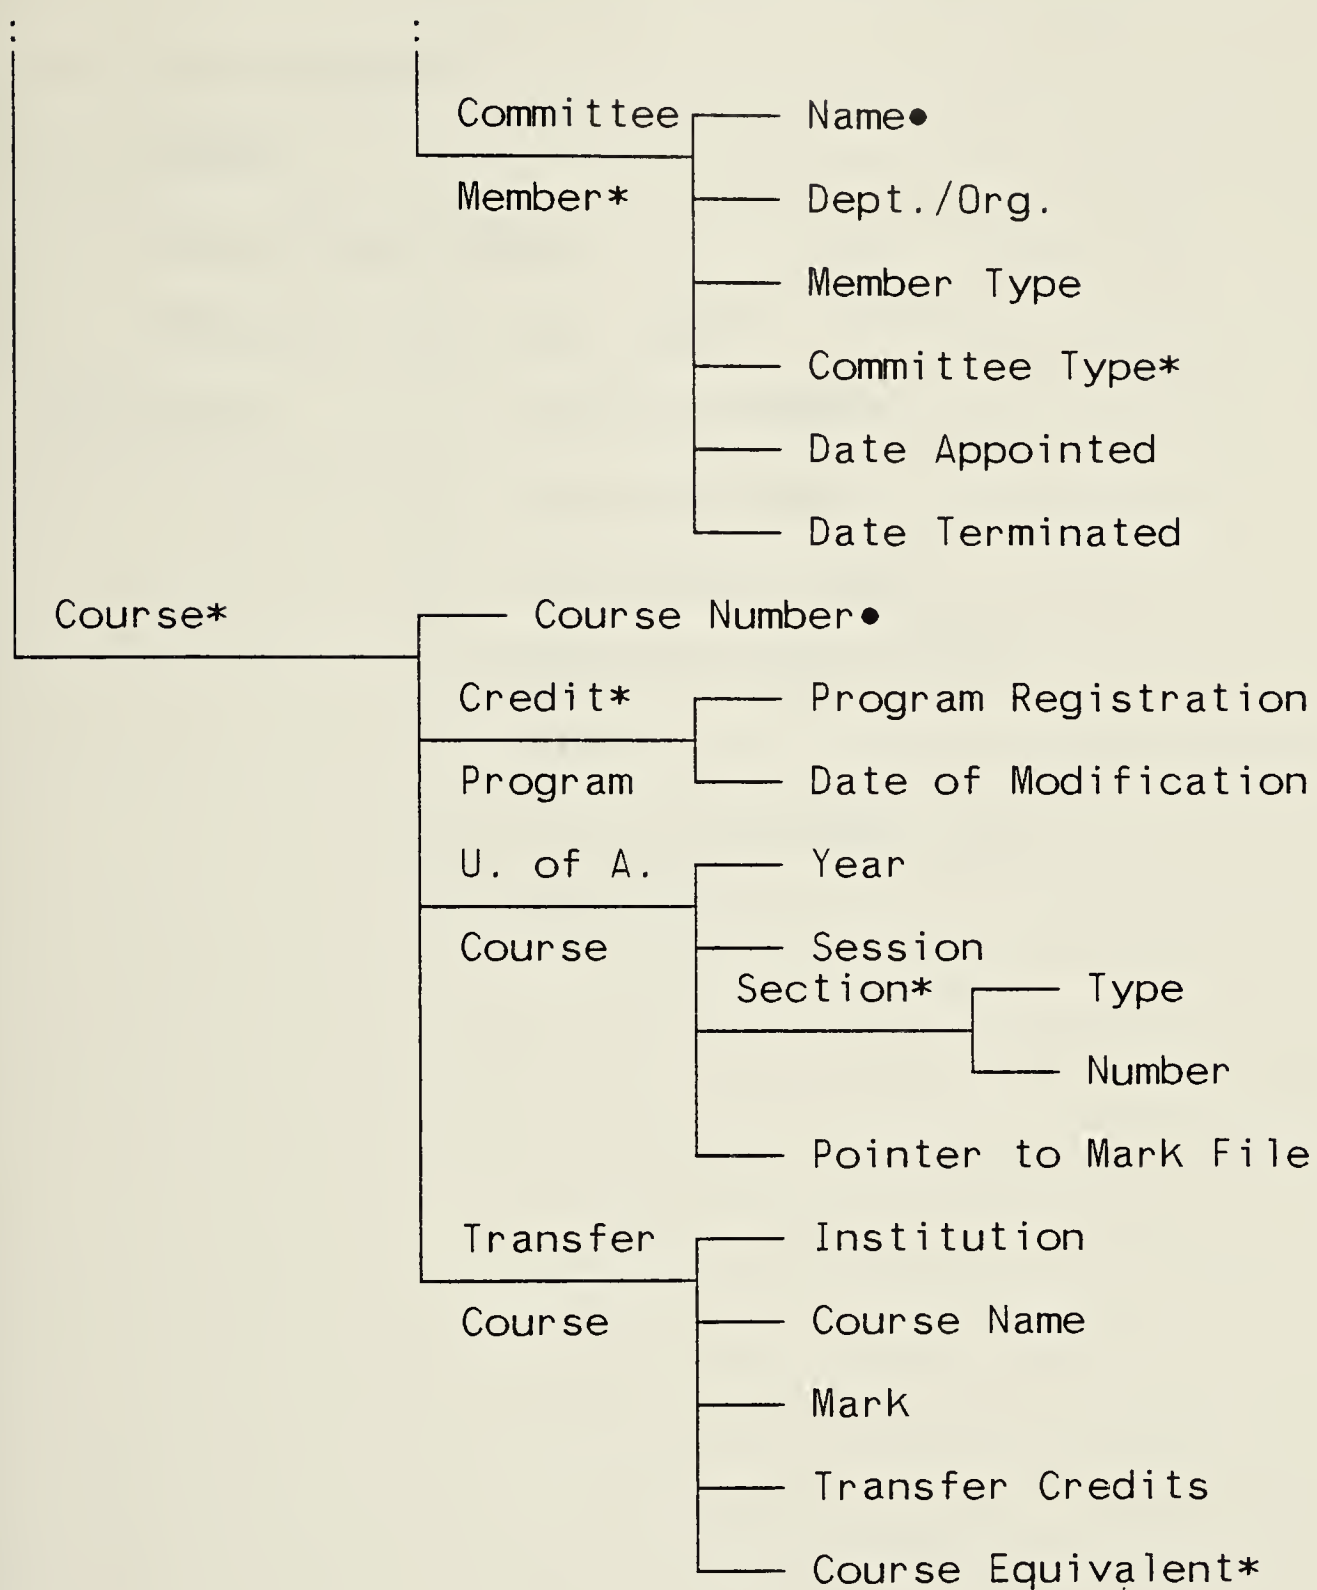 Committee Name●
Member* Dept./Org.
Member Type
Committee Type*
Date Appointed
Date Terminated
Course* Course Number●
Credit* Program Registration
Program Date of Modification
U. of A. Year
Course Session
Section* Type
Number
Pointer to Mark File
Transfer Institution
Course Course Name
Mark
Transfer Credits
Course Equivalent*